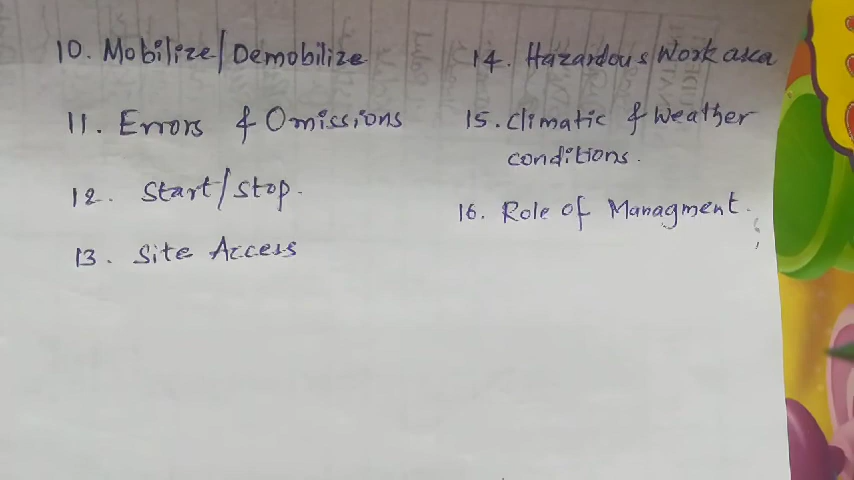 10. Mobilize/Demobilize
11. Errors & Omissions
12. Start/Stop.
13. Site Access
14. Hazardous Work area
15. Climatic & Weather
conditions.
16. Role of Managment.